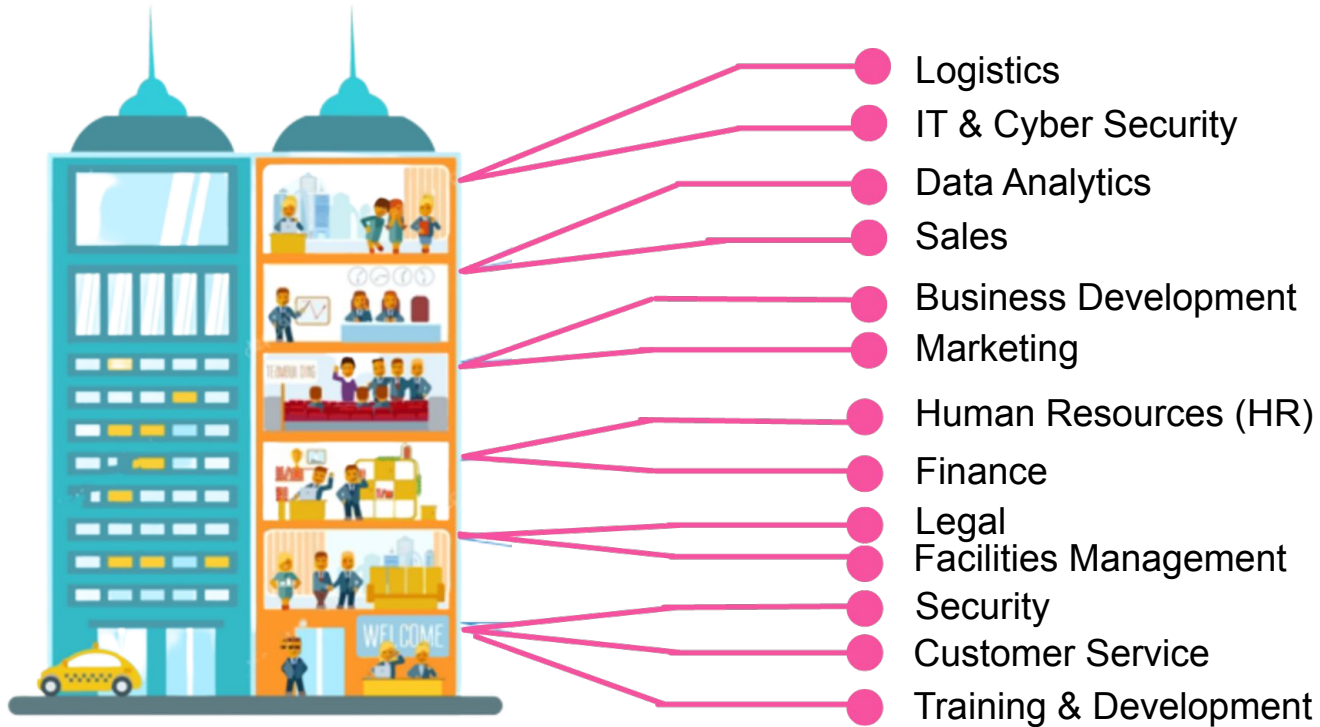 Logistics
IT & Cyber Security
Data Analytics
Sales
Business Development
Marketing
Human Resources (HR)
Finance
Legal
Facilities Management
Security
Customer Service
Training & Development
WELCOME